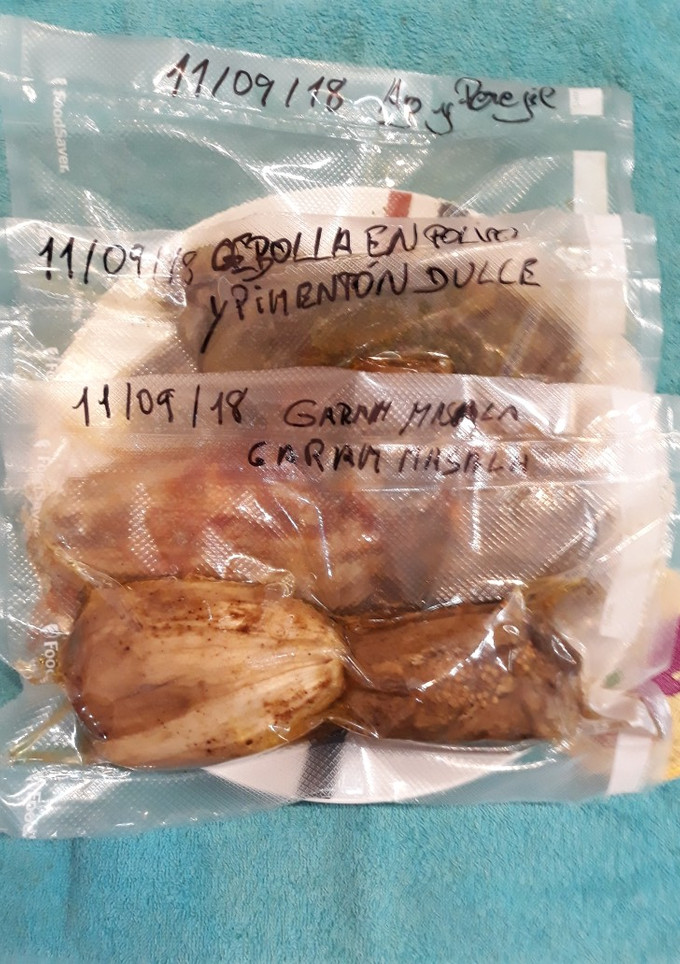 11/09/18 Ajo y Perejil
FoodSaver.
11/09/18 CEBOLLA EN POLVO
y PIMENTÓN DULCE
11/09/18 GARAM MASALA
GARAM MASALA
Foo